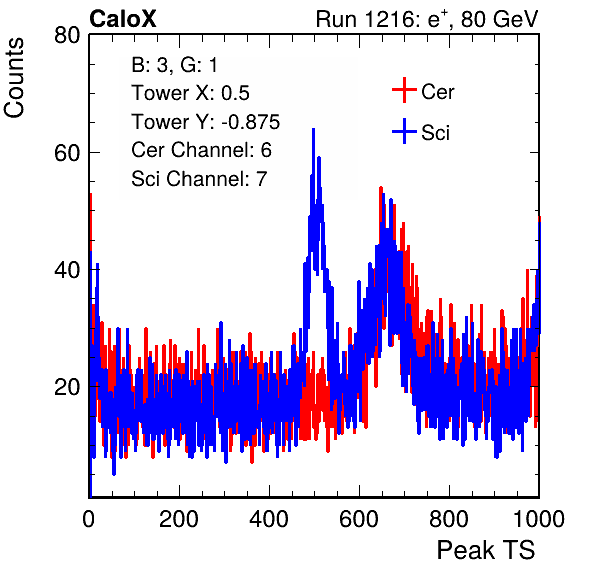 CaloX Run 1216: e⁺, 80 GeV
B: 3, G: 1
Tower X: 0.5
Tower Y: -0.875
Cer Channel: 6
Sci Channel: 7
Cer
Sci
Counts
80
60
40
20
0 200 400 600 800 1000
Peak TS